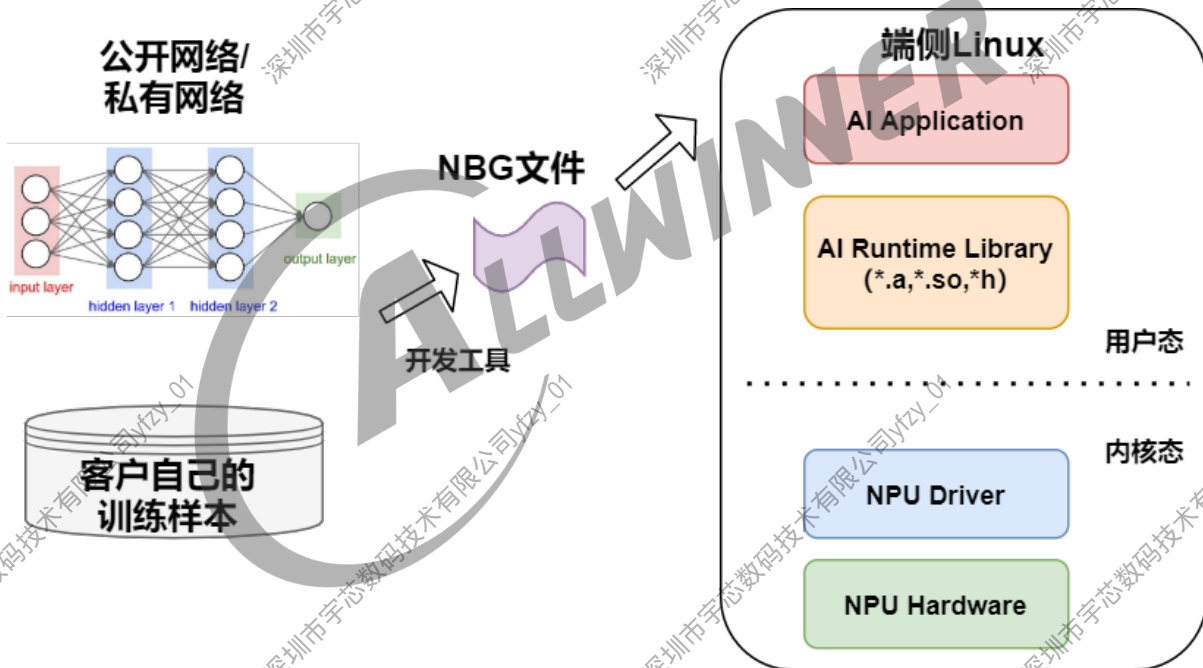 公开网络/
私有网络
input layer
hidden layer 1
hidden layer 2
output layer
客户自己的
训练样本
开发工具
NBG文件
端侧Linux
AI Application
AI Runtime Library
(*.a,*.so,*h)
用户态
内核态
NPU Driver
NPU Hardware
ALLWINNER
深圳市宇芯数码技术有限公司yfzy_01